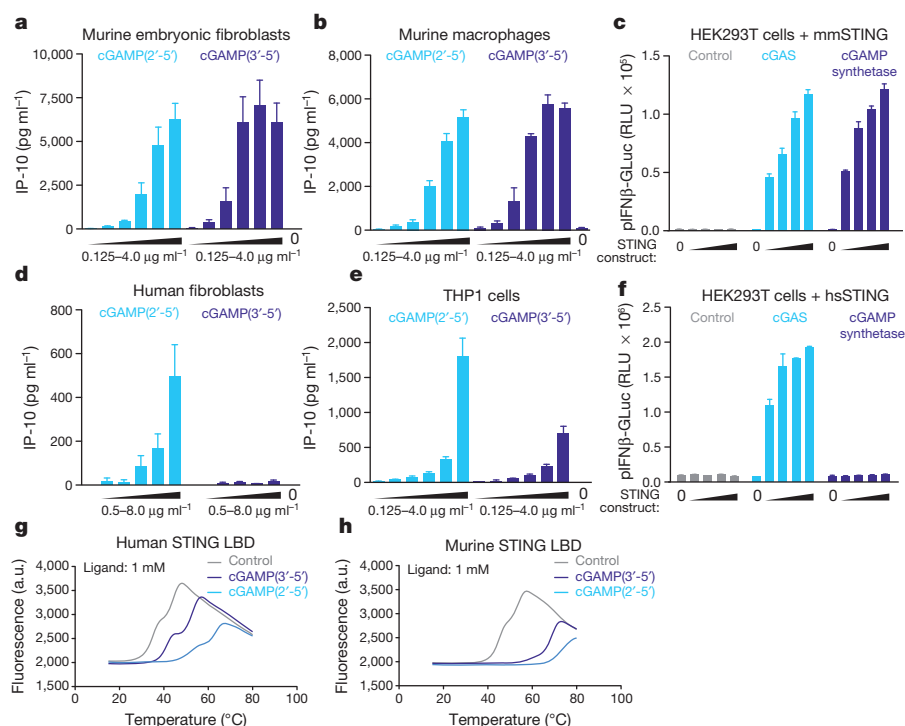 a
Murine embryonic fibroblasts
cGAMP(2′-5′) cGAMP(3′-5′)
IP-10 (pg ml⁻¹)
10,000
7,500
5,000
2,500
0
0
0.125–4.0 μg ml⁻¹ 0.125–4.0 μg ml⁻¹
b
Murine macrophages
cGAMP(2′-5′) cGAMP(3′-5′)
IP-10 (pg ml⁻¹)
8,000
6,000
4,000
2,000
0
0
0.125–4.0 μg ml⁻¹ 0.125–4.0 μg ml⁻¹
c
HEK293T cells + mmSTING
Control cGAS cGAMP
synthetase
pIFNβ-GLuc (RLU × 10⁵)
1.5
1.0
0.5
0.0
STING
construct:
0 0 0
d
Human fibroblasts
cGAMP(2′-5′) cGAMP(3′-5′)
IP-10 (pg ml⁻¹)
800
600
400
200
0
0
0.5–8.0 μg ml⁻¹ 0.5–8.0 μg ml⁻¹
e
THP1 cells
cGAMP(2′-5′) cGAMP(3′-5′)
IP-10 (pg ml⁻¹)
2,500
2,000
1,500
1,000
500
0
0
0.125–4.0 μg ml⁻¹ 0.125–4.0 μg ml⁻¹
f
HEK293T cells + hsSTING
Control cGAS cGAMP
synthetase
pIFNβ-GLuc (RLU × 10⁶)
2.5
2.0
1.5
1.0
0.5
0.0
STING
construct:
0 0 0
g
Human STING LBD
Ligand: 1 mM
Control
cGAMP(3′-5′)
cGAMP(2′-5′)
Fluorescence (a.u.)
4,000
3,500
3,000
2,500
2,000
1,500
0 20 40 60 80 100
Temperature (°C)
h
Murine STING LBD
Ligand: 1 mM
Control
cGAMP(3′-5′)
cGAMP(2′-5′)
Fluorescence (a.u.)
4,000
3,500
3,000
2,500
2,000
1,500
0 20 40 60 80 100
Temperature (°C)